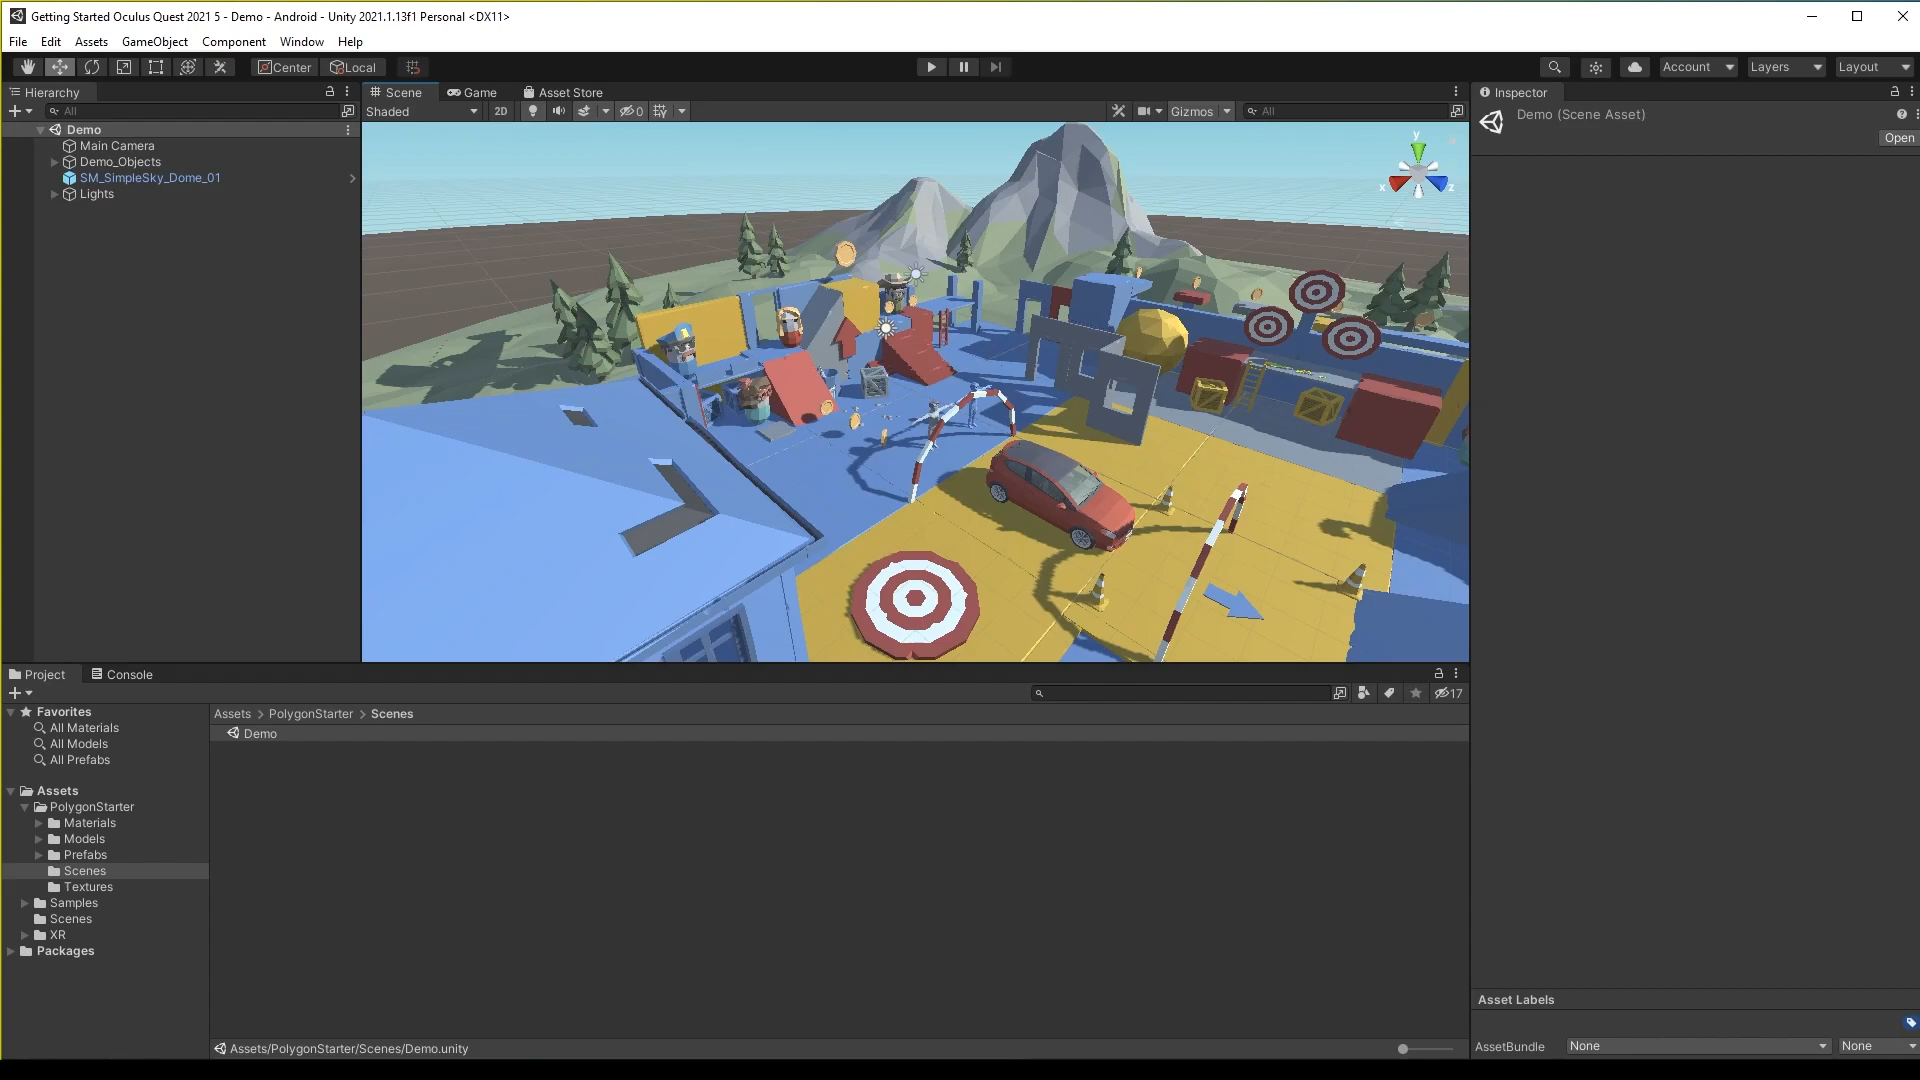 Getting Started Oculus Quest 2021 5 - Demo - Android - Unity 2021.1.13f1 Personal <DX11>
File Edit Assets GameObject Component Window Help
Center Local Account Layers Layout
Hierarchy
All
Demo
Main Camera
Demo_Objects
SM_SimpleSky_Dome_01
Lights
Scene Game Asset Store
Shaded 2D 0 Gizmos All
y
x z
Inspector
Demo (Scene Asset)
Open
Project Console
17
Favorites
All Materials
All Models
All Prefabs
Assets
PolygonStarter
Materials
Models
Prefabs
Scenes
Textures
Samples
Scenes
XR
Packages
Assets > PolygonStarter > Scenes
Demo
Assets/PolygonStarter/Scenes/Demo.unity
Asset Labels
AssetBundle None None